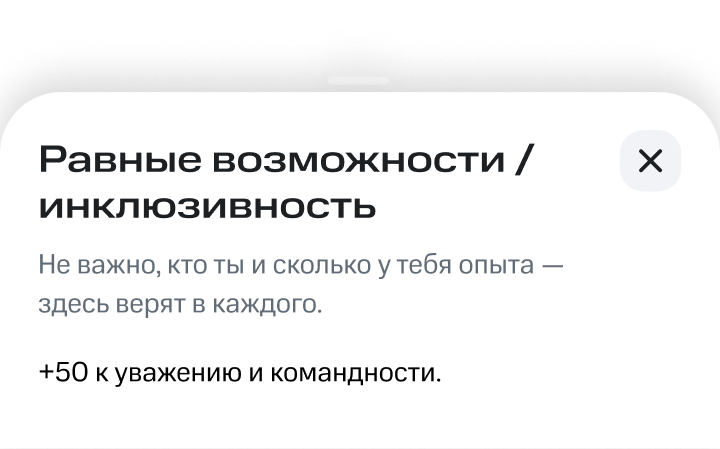 Равные возможности /
инклюзивность
Не важно, кто ты и сколько у тебя опыта —
здесь верят в каждого.
+50 к уважению и командности.